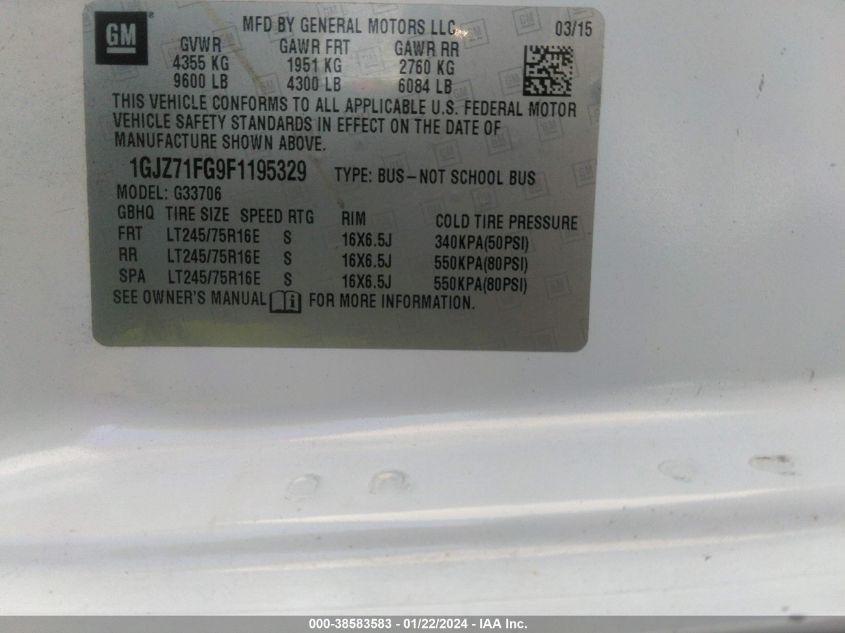 GM
MFD BY GENERAL MOTORS LLC 03/15
GVWR GAWR FRT GAWR RR
4355 KG 1951 KG 2760 KG
9600 LB 4300 LB 6084 LB
THIS VEHICLE CONFORMS TO ALL APPLICABLE U.S. FEDERAL MOTOR
VEHICLE SAFETY STANDARDS IN EFFECT ON THE DATE OF
MANUFACTURE SHOWN ABOVE.
1GJZ71FG9F1195329 TYPE: BUS-NOT SCHOOL BUS
MODEL: G33706
GBHQ TIRE SIZE SPEED RTG RIM COLD TIRE PRESSURE
FRT LT245/75R16E S 16X6.5J 340KPA(50PSI)
RR LT245/75R16E S 16X6.5J 550KPA(80PSI)
SPA LT245/75R16E S 16X6.5J 550KPA(80PSI)
SEE OWNER'S MANUAL FOR MORE INFORMATION.
000-38583583 - 01/22/2024 - IAA Inc.